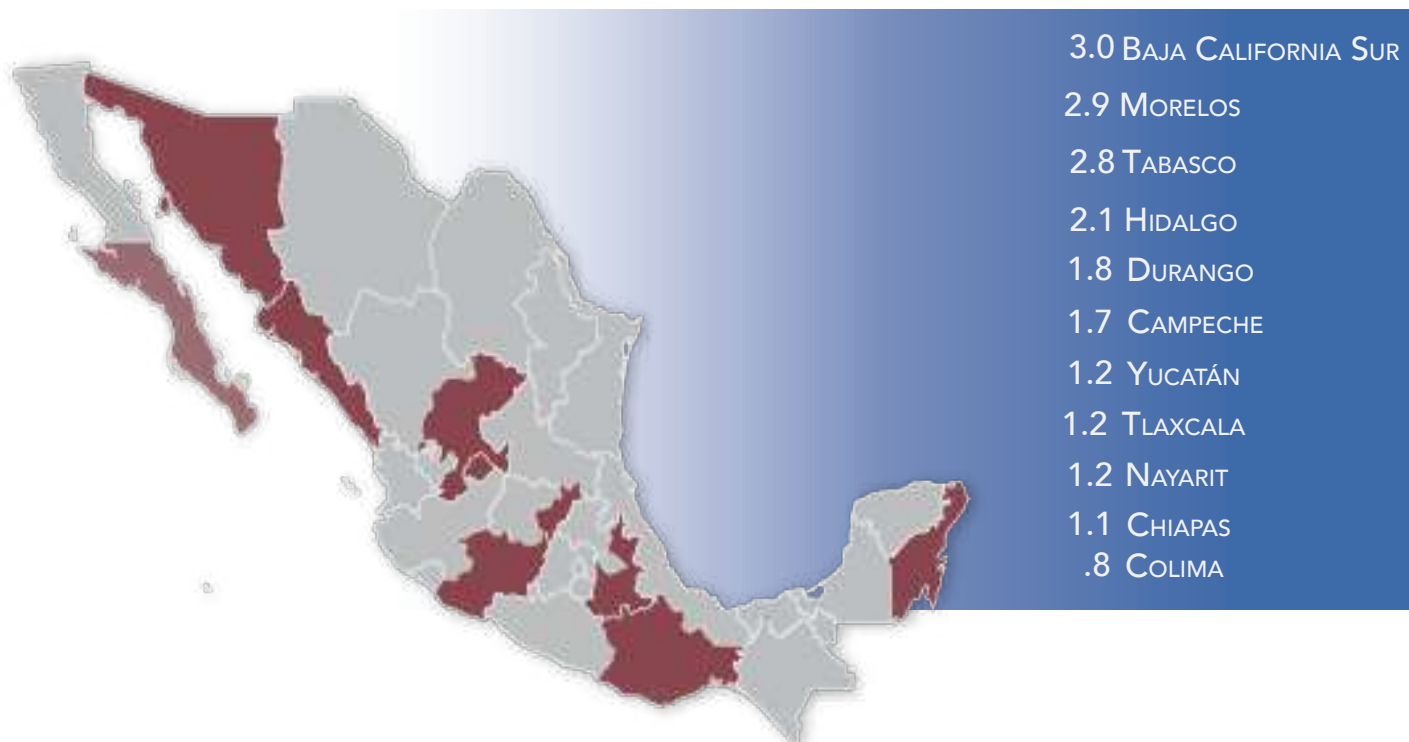 3.0 Baja California Sur
2.9 Morelos
2.8 Tabasco
2.1 Hidalgo
1.8 Durango
1.7 Campeche
1.2 Yucatán
1.2 Tlaxcala
1.2 Nayarit
1.1 Chiapas
.8 Colima